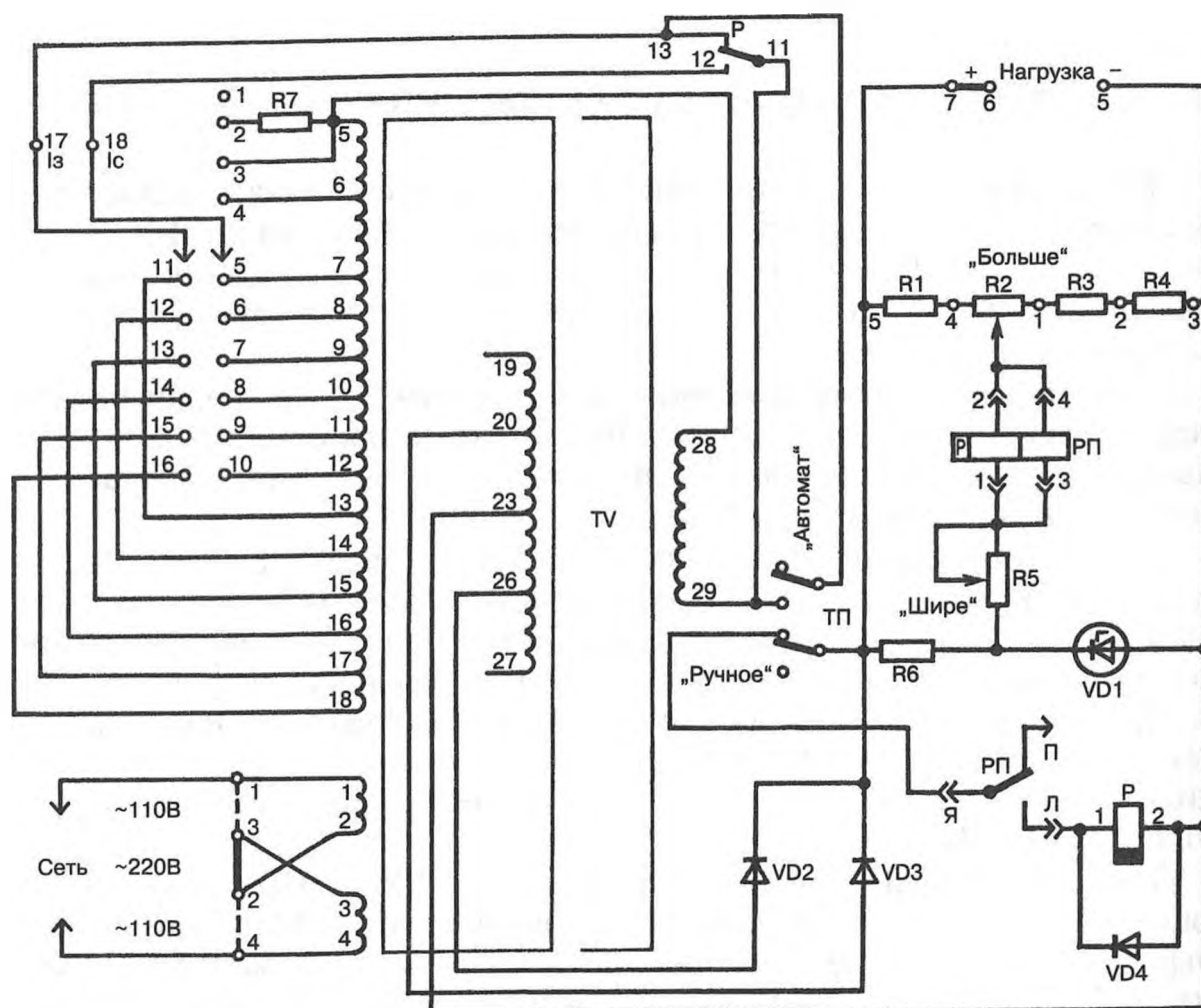 13
P
12
11
+ Нагрузка −
7 6 5
1
R7
2
5
3
6
4
17
Iз
18
Ic
„Больше“
R1 R2 R3 R4
5 4 1 2 3
11 5 7
12 6 8
13 7 9
14 8 10
15 9 11
16 10 12
13
14
15
16
17
18
19
20
23
26
27
TV
28
29
„Автомат“
ТП
„Ручное“
2 4
Р РП
1 3
R5
„Шире“
R6
VD1
РП
П
Я
Л
1 Р 2
VD2
VD3
VD4
~110В
Сеть ~220В
~110В
1
3
2
4
1
2
3
4